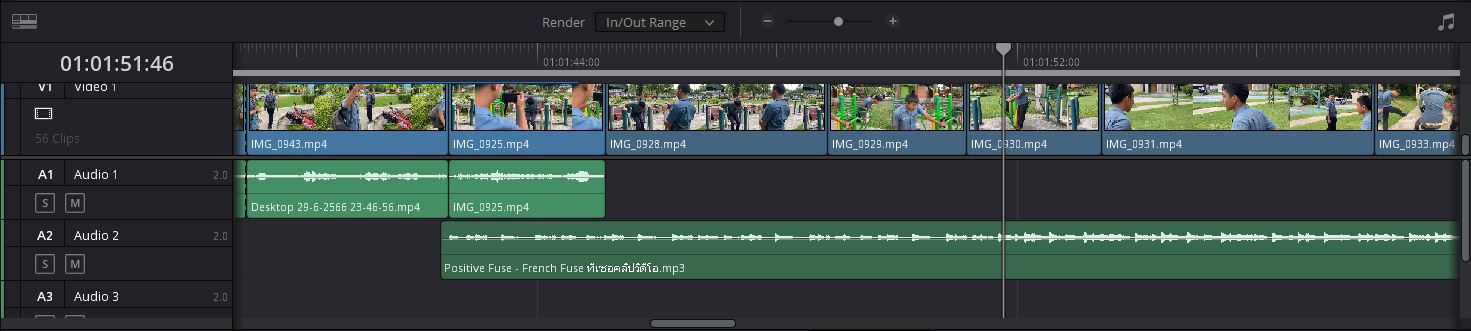 Render In/Out Range
01:01:51:46
01:01:44:00 01:01:52:00
V1 Video 1
56 Clips
IMG_0943.mp4 IMG_0925.mp4 IMG_0928.mp4 IMG_0929.mp4 IMG_0930.mp4 IMG_0931.mp4 IMG_0933.mp4
A1 Audio 1 2.0
S M
Desktop 29-6-2566 23-46-56.mp4 IMG_0925.mp4
A2 Audio 2 2.0
S M
Positive Fuse - French Fuse ทีเซอคลิปวิดีโอ.mp3
A3 Audio 3 2.0